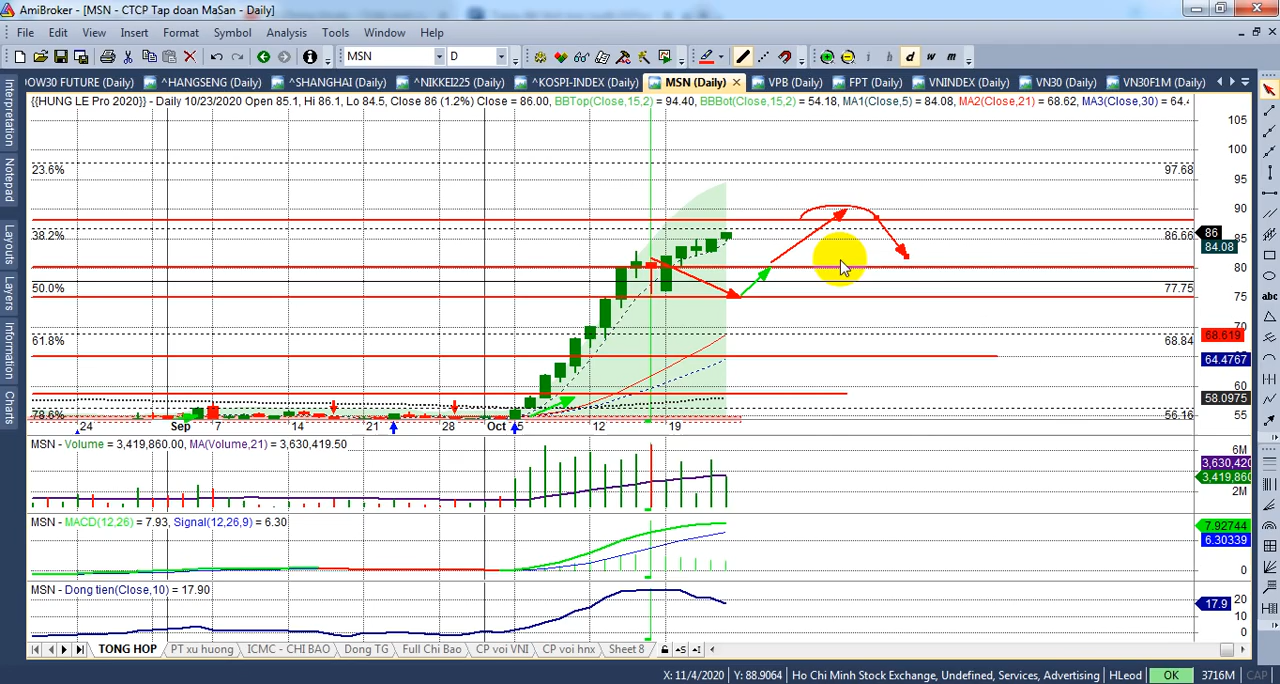 AmiBroker - [MSN - CTCP Tap doan MaSan - Daily]
File Edit View Insert Format Symbol Analysis Tools Window Help
MSN D i h d w m
OW30 FUTURE (Daily) ^HANGSENG (Daily) ^SHANGHAI (Daily) ^NIKKEI225 (Daily) ^KOSPI-INDEX (Daily) MSN (Daily) VPB (Daily) FPT (Daily) VNINDEX (Daily) VN30 (Daily) VN30F1M (Daily)
{{HUNG LE Pro 2020}} - Daily 10/23/2020 Open 85.1, Hi 86.1, Lo 84.5, Close 86 (1.2%) Close = 86.00, BBTop(Close,15,2) = 94.40, BBBot(Close,15,2) = 54.18, MA1(Close,5) = 84.08, MA2(Close,21) = 68.62, MA3(Close,30) = 64.4
Interpretation
Notepad
Layouts
Layers
Information
Charts
abc
105
100
95
90
85
80
75
70
65
60
55
23.6% 97.68
38.2% 86.66
50.0% 77.75
61.8% 68.84
78.6% 56.16
86
84.08
68.619
64.4767
58.0975
24 Sep 7 14 21 28 Oct 5 12 19
MSN - Volume = 3,419,860.00, MA(Volume,21) = 3,630,419.50
6M
3,630,420
3,419,860
2M
MSN - MACD(12,26) = 7.93, Signal(12,26,9) = 6.30
7.92744
6.30339
0
MSN - Dong tien(Close,10) = 17.90
20
17.9
10
0
TONG HOP PT xu huong ICMC - CHI BAO Dong TG Full Chi Bao CP voi VNI CP voi hnx Sheet 8
X: 11/4/2020 Y: 88.9064 Ho Chi Minh Stock Exchange, Undefined, Services, Advertising HLeod OK 3716M CAP